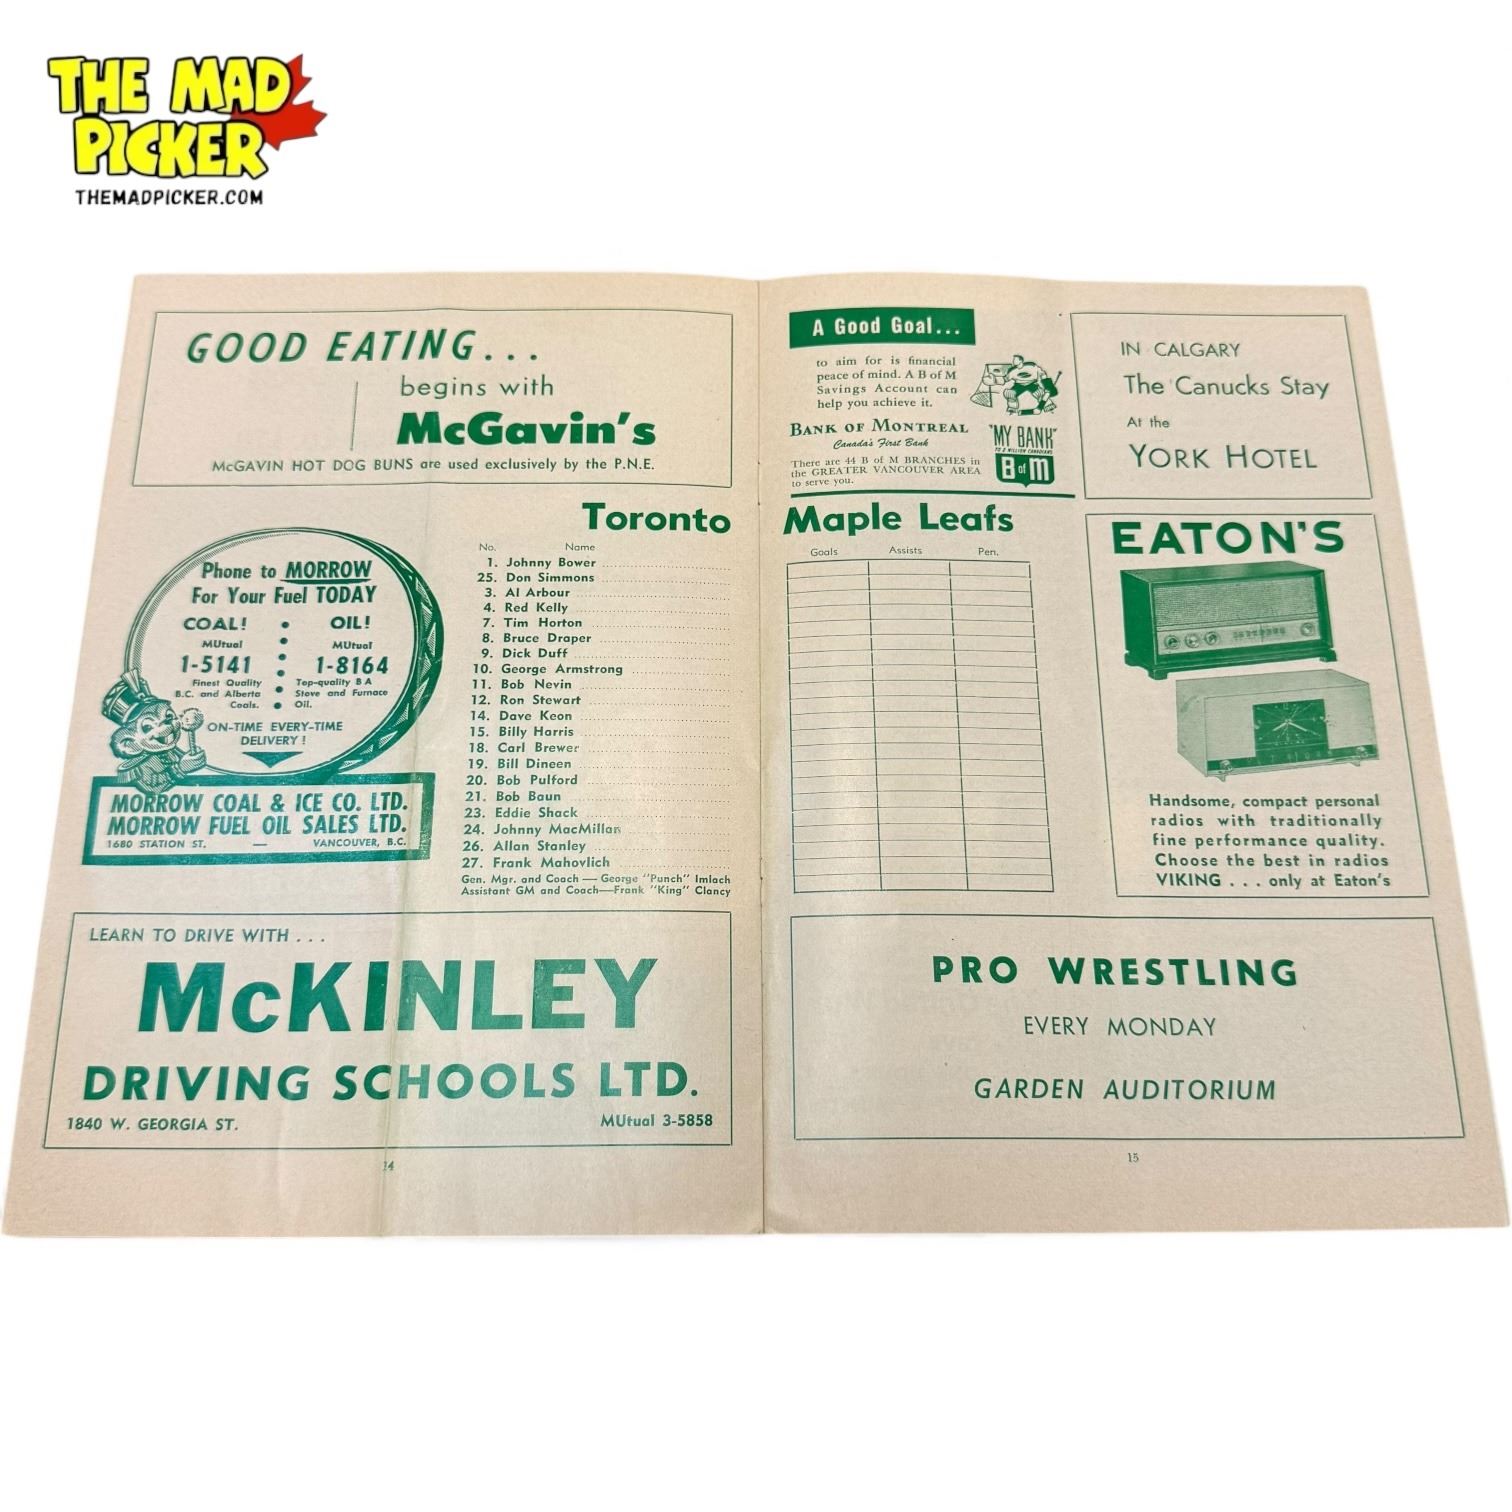 THE MAD
PICKER
THEMADPICKER.COM
GOOD EATING...
begins with
McGavin's
McGAVIN HOT DOG BUNS are used exclusively by the P.N.E.
Phone to MORROW
For Your Fuel TODAY
COAL! • OIL!
MUtual MUtual
1-5141 1-8164
Finest Quality Top-quality B A
B.C. and Alberta Stove and Furnace
Coals. Oil.
ON-TIME EVERY-TIME
DELIVERY!
MORROW COAL & ICE CO. LTD.
MORROW FUEL OIL SALES LTD.
1680 STATION ST. — VANCOUVER, B.C.
Toronto
No. Name
1. Johnny Bower
25. Don Simmons
3. Al Arbour
4. Red Kelly
7. Tim Horton
8. Bruce Draper
9. Dick Duff
10. George Armstrong
11. Bob Nevin
12. Ron Stewart
14. Dave Keon
15. Billy Harris
18. Carl Brewer
19. Bill Dineen
20. Bob Pulford
21. Bob Baun
23. Eddie Shack
24. Johnny MacMillan
26. Allan Stanley
27. Frank Mahovlich
Gen. Mgr. and Coach — George "Punch" Imlach
Assistant GM and Coach—Frank "King" Clancy
LEARN TO DRIVE WITH ...
McKINLEY
DRIVING SCHOOLS LTD.
1840 W. GEORGIA ST. MUtual 3-5858
14
A Good Goal...
to aim for is financial
peace of mind. A B of M
Savings Account can
help you achieve it.
BANK OF MONTREAL
Canada's First Bank
There are 44 B of M BRANCHES in
the GREATER VANCOUVER AREA
to serve you.
"MY BANK"
TO 2 MILLION CANADIANS
B of M
IN CALGARY
The Canucks Stay
At the
YORK HOTEL
Maple Leafs
Goals Assists Pen.
EATON'S
Handsome, compact personal
radios with traditionally
fine performance quality.
Choose the best in radios
VIKING ... only at Eaton's
PRO WRESTLING
EVERY MONDAY
GARDEN AUDITORIUM
15